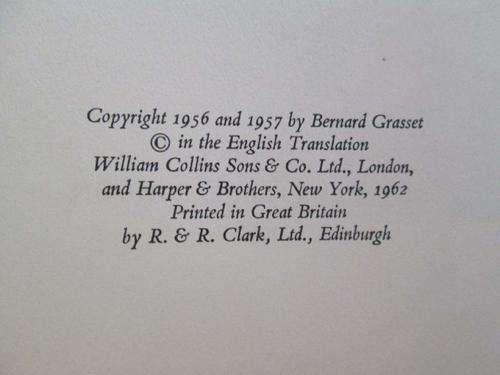 Copyright 1956 and 1957 by Bernard Grasset
© in the English Translation
William Collins Sons & Co. Ltd., London,
and Harper & Brothers, New York, 1962
Printed in Great Britain
by R. & R. Clark, Ltd., Edinburgh